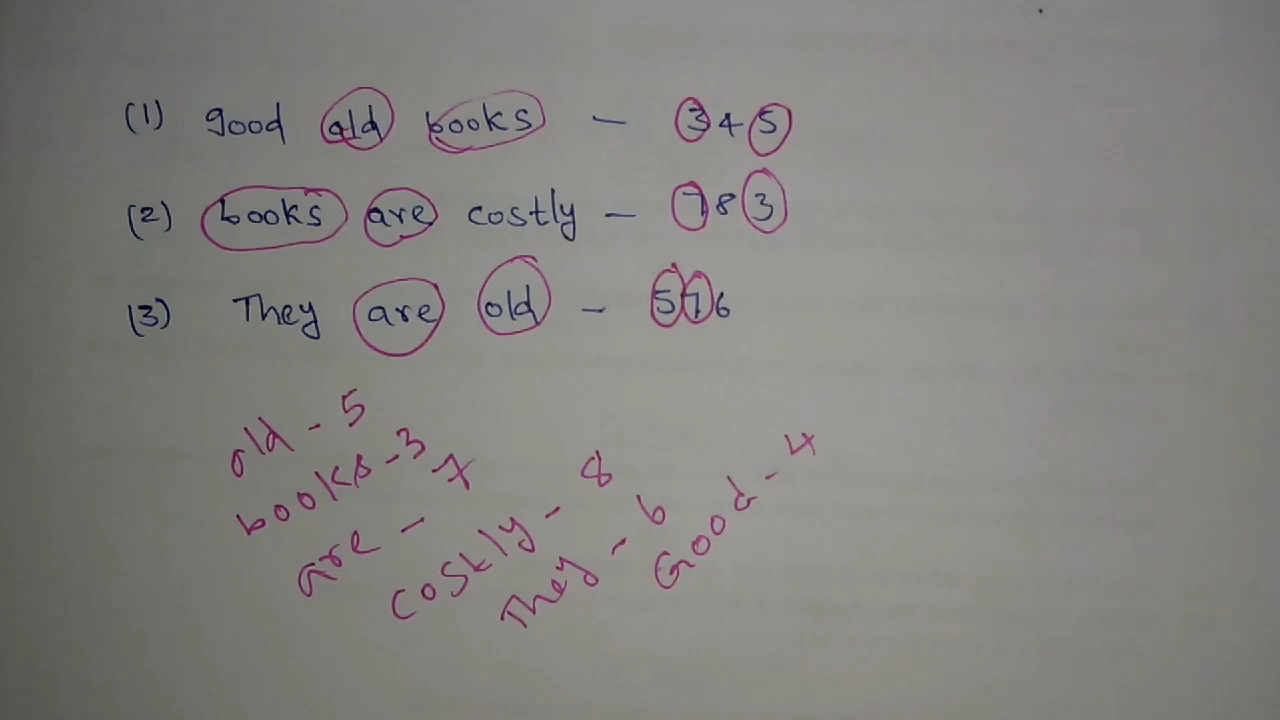 (1) good old books - 345
(2) books are costly - 783
(3) They are old - 576
old - 5
books - 3
are - 7
costly - 8
They - 6
Good - 4